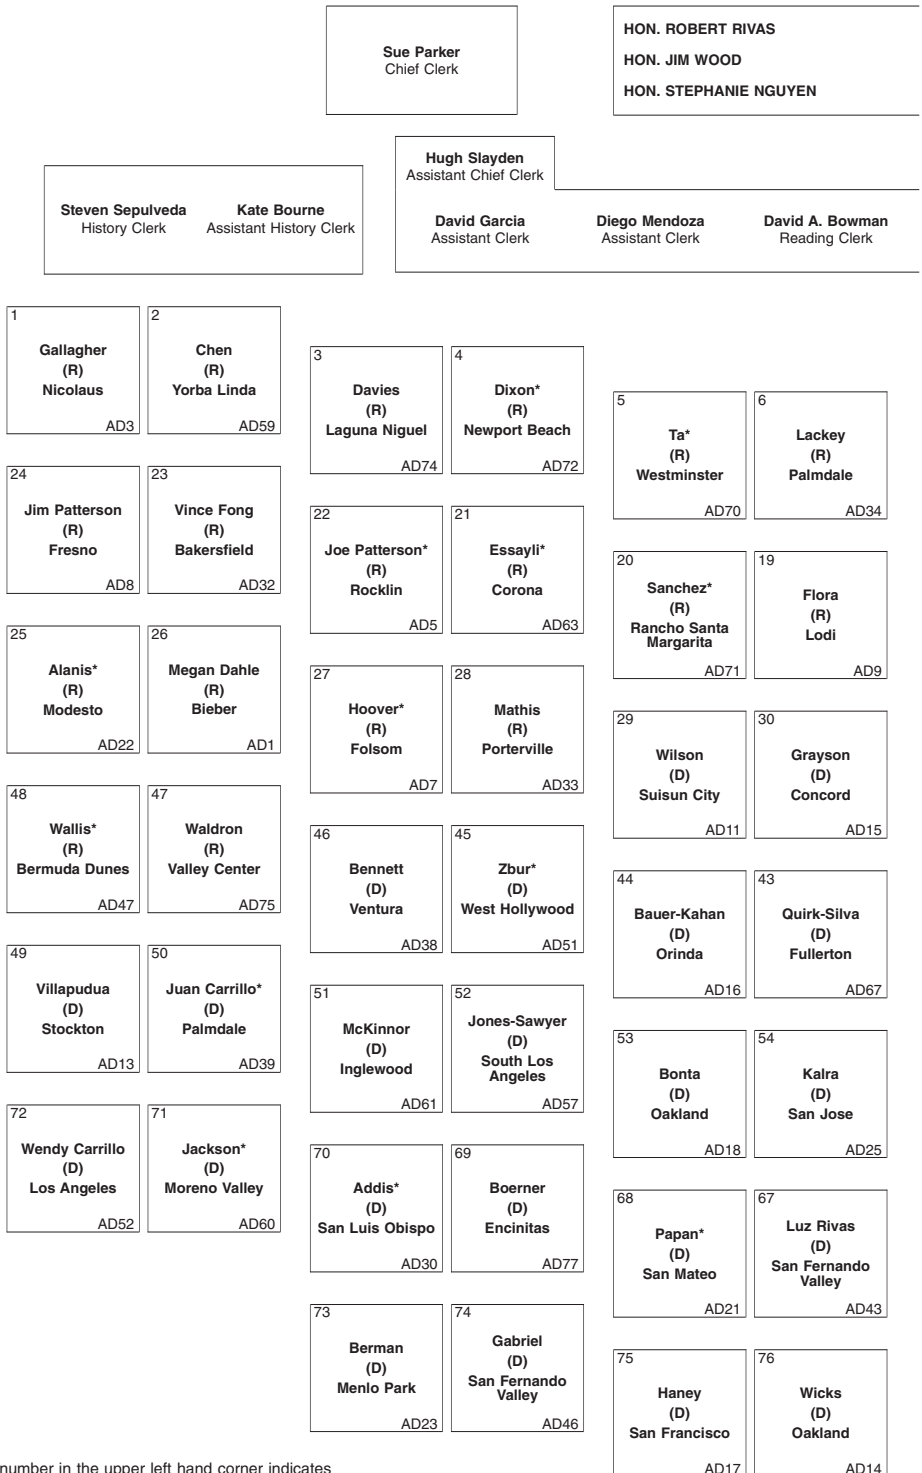 Sue Parker
Chief Clerk
HON. ROBERT RIVAS
HON. JIM WOOD
HON. STEPHANIE NGUYEN
Hugh Slayden
Assistant Chief Clerk
Steven Sepulveda
History Clerk
Kate Bourne
Assistant History Clerk
David Garcia
Assistant Clerk
Diego Mendoza
Assistant Clerk
David A. Bowman
Reading Clerk
1
Gallagher
(R)
Nicolaus
AD3
2
Chen
(R)
Yorba Linda
AD59
3
Davies
(R)
Laguna Niguel
AD74
4
Dixon*
(R)
Newport Beach
AD72
5
Ta*
(R)
Westminster
AD70
6
Lackey
(R)
Palmdale
AD34
24
Jim Patterson
(R)
Fresno
AD8
23
Vince Fong
(R)
Bakersfield
AD32
22
Joe Patterson*
(R)
Rocklin
AD5
21
Essayli*
(R)
Corona
AD63
20
Sanchez*
(R)
Rancho Santa
Margarita
AD71
19
Flora
(R)
Lodi
AD9
25
Alanis*
(R)
Modesto
AD22
26
Megan Dahle
(R)
Bieber
AD1
27
Hoover*
(R)
Folsom
AD7
28
Mathis
(R)
Porterville
AD33
29
Wilson
(D)
Suisun City
AD11
30
Grayson
(D)
Concord
AD15
48
Wallis*
(R)
Bermuda Dunes
AD47
47
Waldron
(R)
Valley Center
AD75
46
Bennett
(D)
Ventura
AD38
45
Zbur*
(D)
West Hollywood
AD51
44
Bauer-Kahan
(D)
Orinda
AD16
43
Quirk-Silva
(D)
Fullerton
AD67
49
Villapudua
(D)
Stockton
AD13
50
Juan Carrillo*
(D)
Palmdale
AD39
51
McKinnor
(D)
Inglewood
AD61
52
Jones-Sawyer
(D)
South Los
Angeles
AD57
53
Bonta
(D)
Oakland
AD18
54
Kalra
(D)
San Jose
AD25
72
Wendy Carrillo
(D)
Los Angeles
AD52
71
Jackson*
(D)
Moreno Valley
AD60
70
Addis*
(D)
San Luis Obispo
AD30
69
Boerner
(D)
Encinitas
AD77
68
Papan*
(D)
San Mateo
AD21
67
Luz Rivas
(D)
San Fernando
Valley
AD43
73
Berman
(D)
Menlo Park
AD23
74
Gabriel
(D)
San Fernando
Valley
AD46
75
Haney
(D)
San Francisco
AD17
76
Wicks
(D)
Oakland
AD14
number in the upper left hand corner indicates